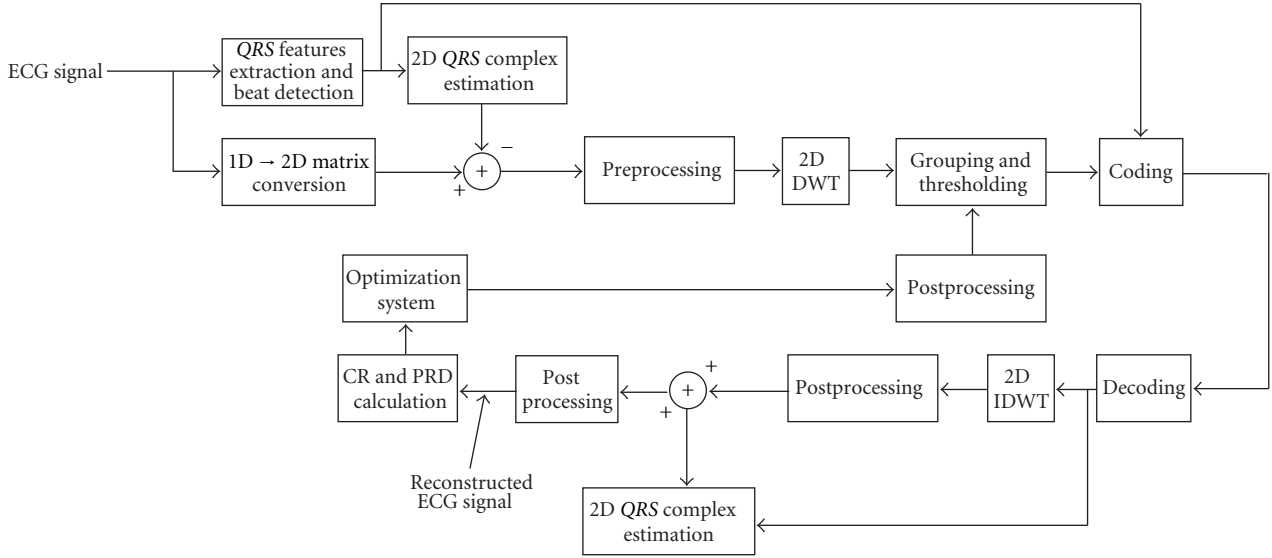 ECG signal
QRS features
extraction and
beat detection
2D QRS complex
estimation
1D → 2D matrix
conversion
+
+
−
Preprocessing
2D
DWT
Grouping and
thresholding
Coding
Optimization
system
Postprocessing
CR and PRD
calculation
Post
processing
+
+
+
Postprocessing
2D
IDWT
Decoding
Reconstructed
ECG signal
2D QRS complex
estimation